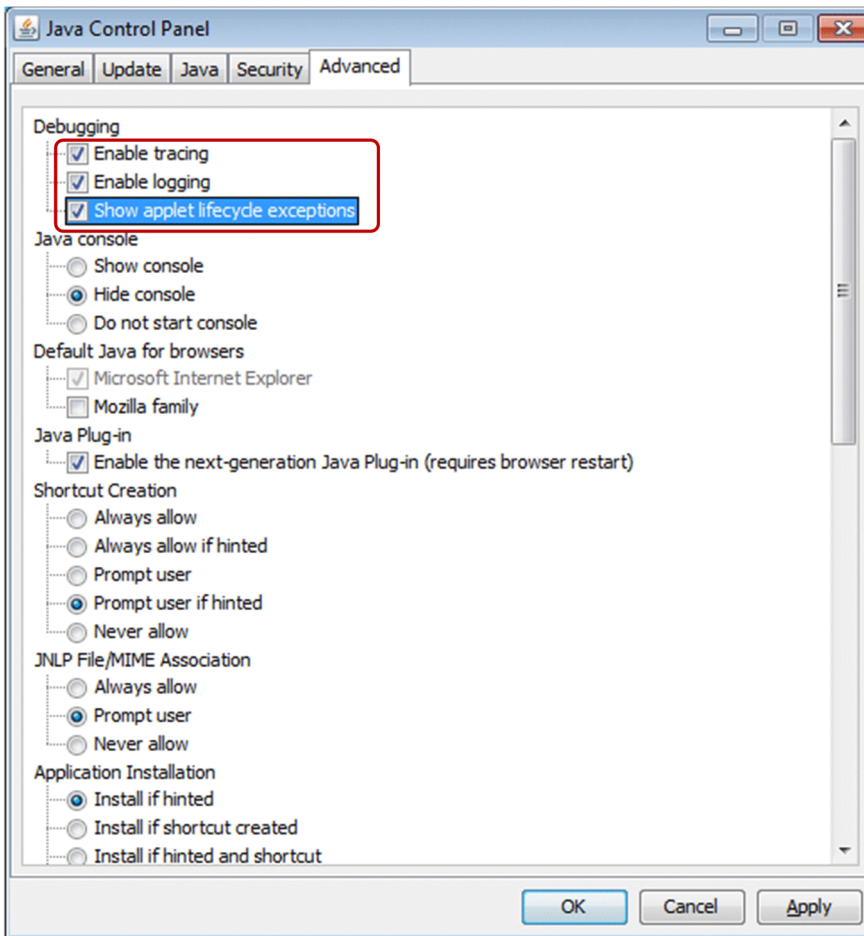 Java Control Panel
General Update Java Security Advanced
Debugging
Enable tracing
Enable logging
Show applet lifecycle exceptions
Java console
Show console
Hide console
Do not start console
Default Java for browsers
Microsoft Internet Explorer
Mozilla family
Java Plug-in
Enable the next-generation Java Plug-in (requires browser restart)
Shortcut Creation
Always allow
Always allow if hinted
Prompt user
Prompt user if hinted
Never allow
JNLP File/MIME Association
Always allow
Prompt user
Never allow
Application Installation
Install if hinted
Install if shortcut created
Install if hinted and shortcut
OK Cancel Apply